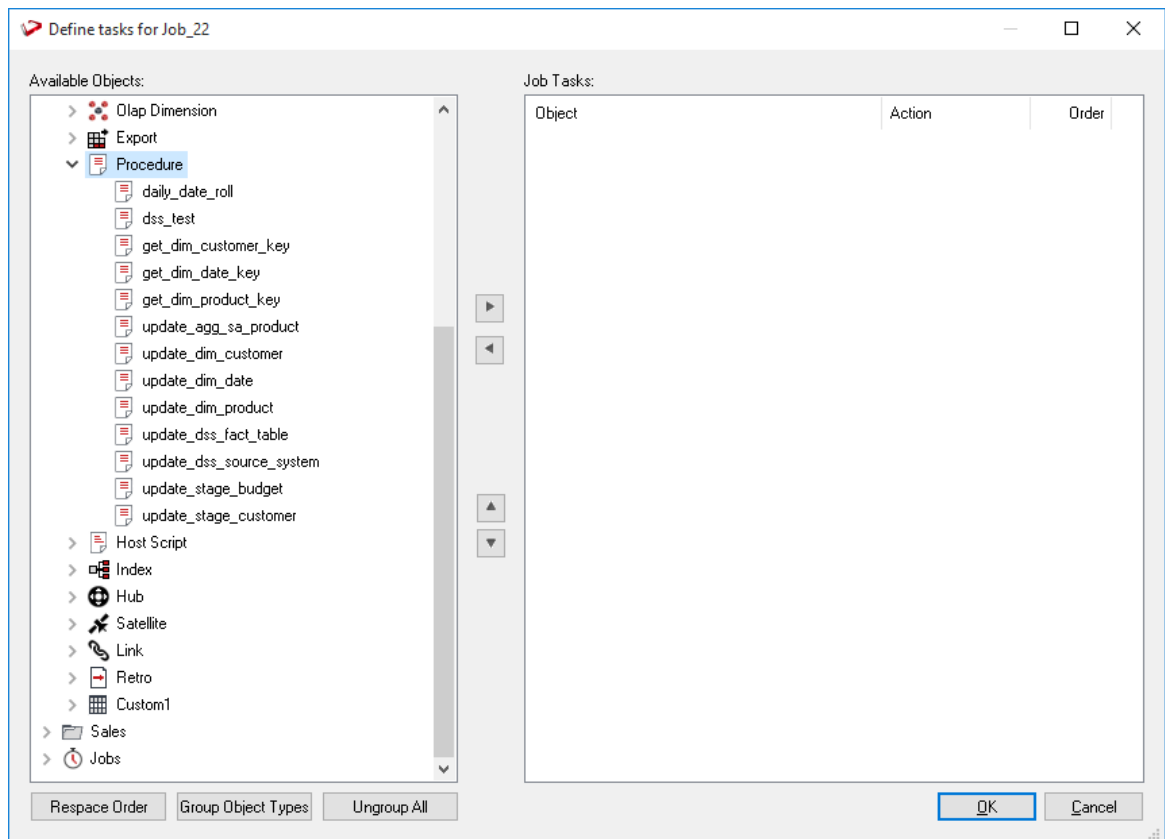 Define tasks for Job_22
Available Objects:
Olap Dimension
Export
Procedure
daily_date_roll
dss_test
get_dim_customer_key
get_dim_date_key
get_dim_product_key
update_agg_sa_product
update_dim_customer
update_dim_date
update_dim_product
update_dss_fact_table
update_dss_source_system
update_stage_budget
update_stage_customer
Host Script
Index
Hub
Satellite
Link
Retro
Custom1
Sales
Jobs
Job Tasks:
Object Action Order
Respace Order Group Object Types Ungroup All
OK Cancel